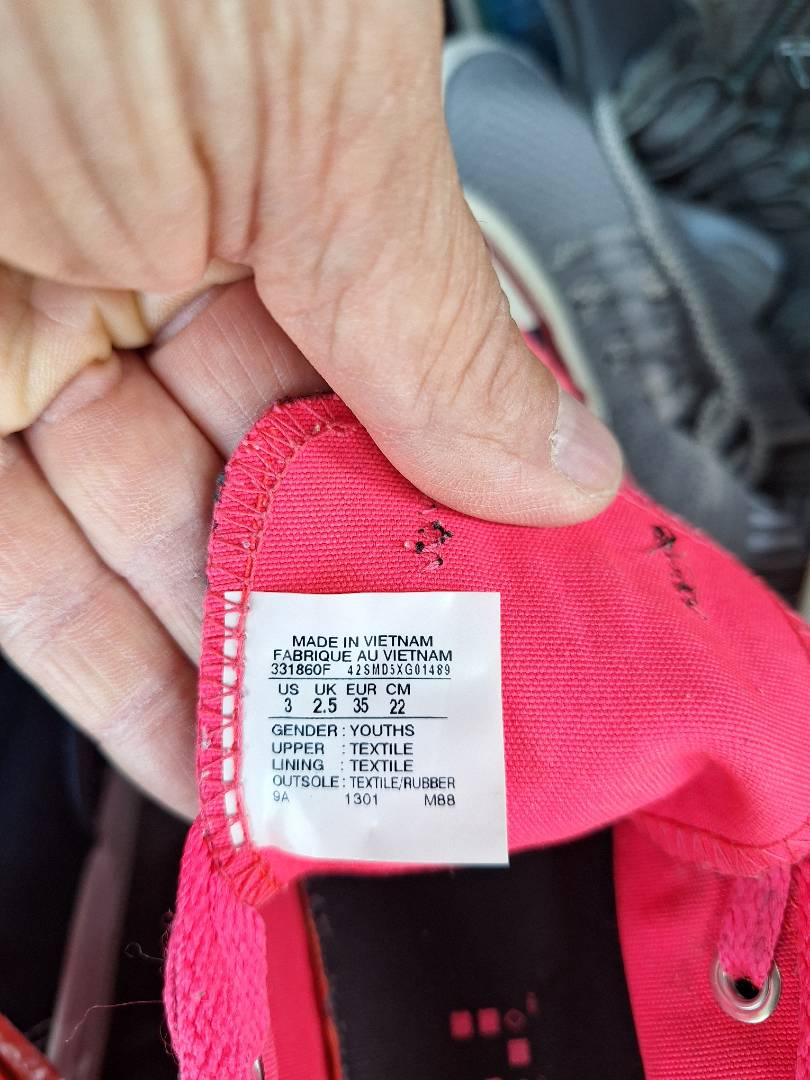 MADE IN VIETNAM
FABRIQUE AU VIETNAM
331860F 42SMD5XG01489
US UK EUR CM
3 2.5 35 22
GENDER : YOUTHS
UPPER : TEXTILE
LINING : TEXTILE
OUTSOLE : TEXTILE/RUBBER
9A 1301 M88